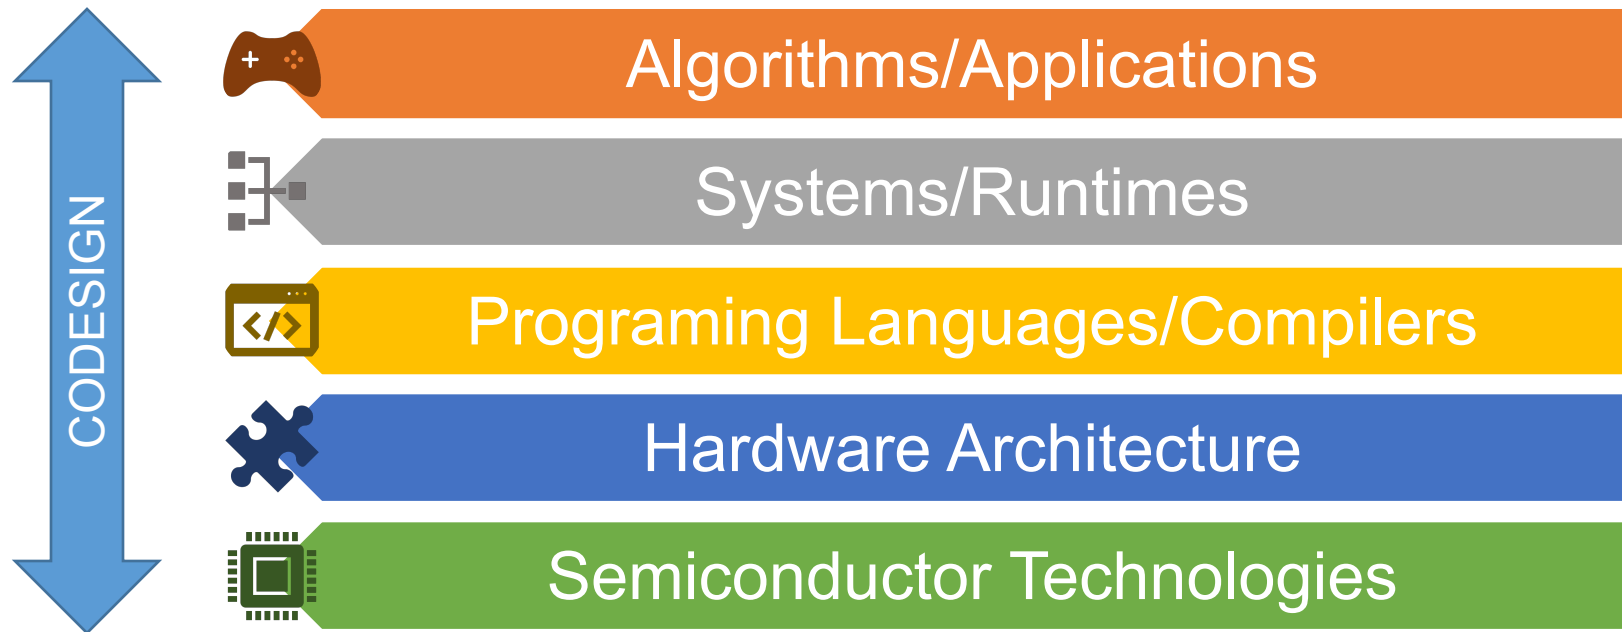 CODESIGN
Algorithms/Applications
Systems/Runtimes
Programing Languages/Compilers
Hardware Architecture
Semiconductor Technologies